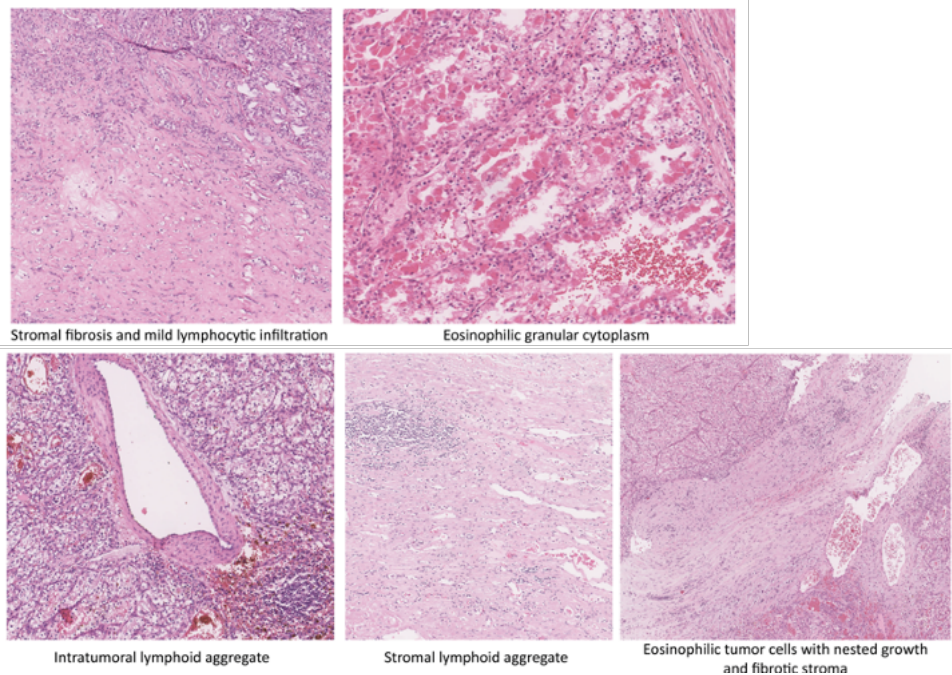 Stromal fibrosis and mild lymphocytic infiltration
Eosinophilic granular cytoplasm
Intratumoral lymphoid aggregate
Stromal lymphoid aggregate
Eosinophilic tumor cells with nested growth
and fibrotic stroma